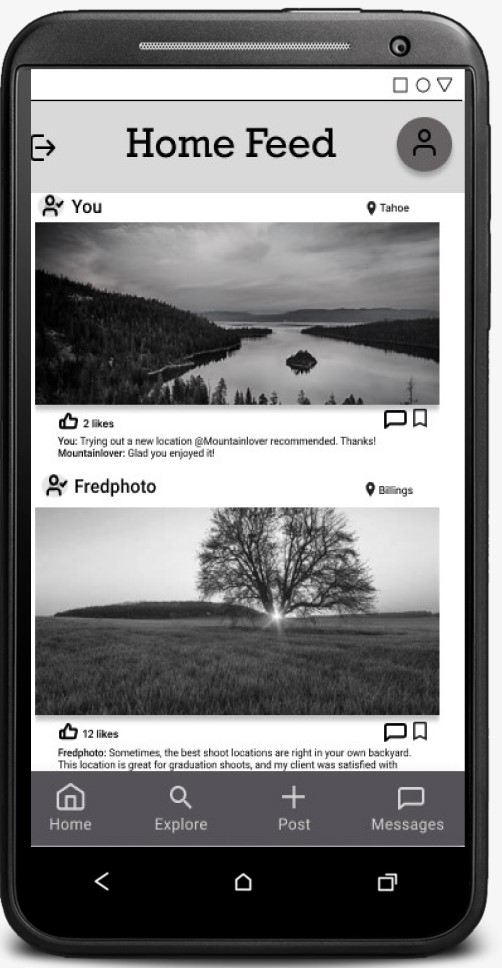 Home Feed
You
Tahoe
2 likes
You: Trying out a new location @Mountainlover recommended. Thanks!
Mountainlover: Glad you enjoyed it!
Fredphoto
Billings
12 likes
Fredphoto: Sometimes, the best shoot locations are right in your own backyard.
This location is great for graduation shoots, and my client was satisfied with
Home
Explore
Post
Messages